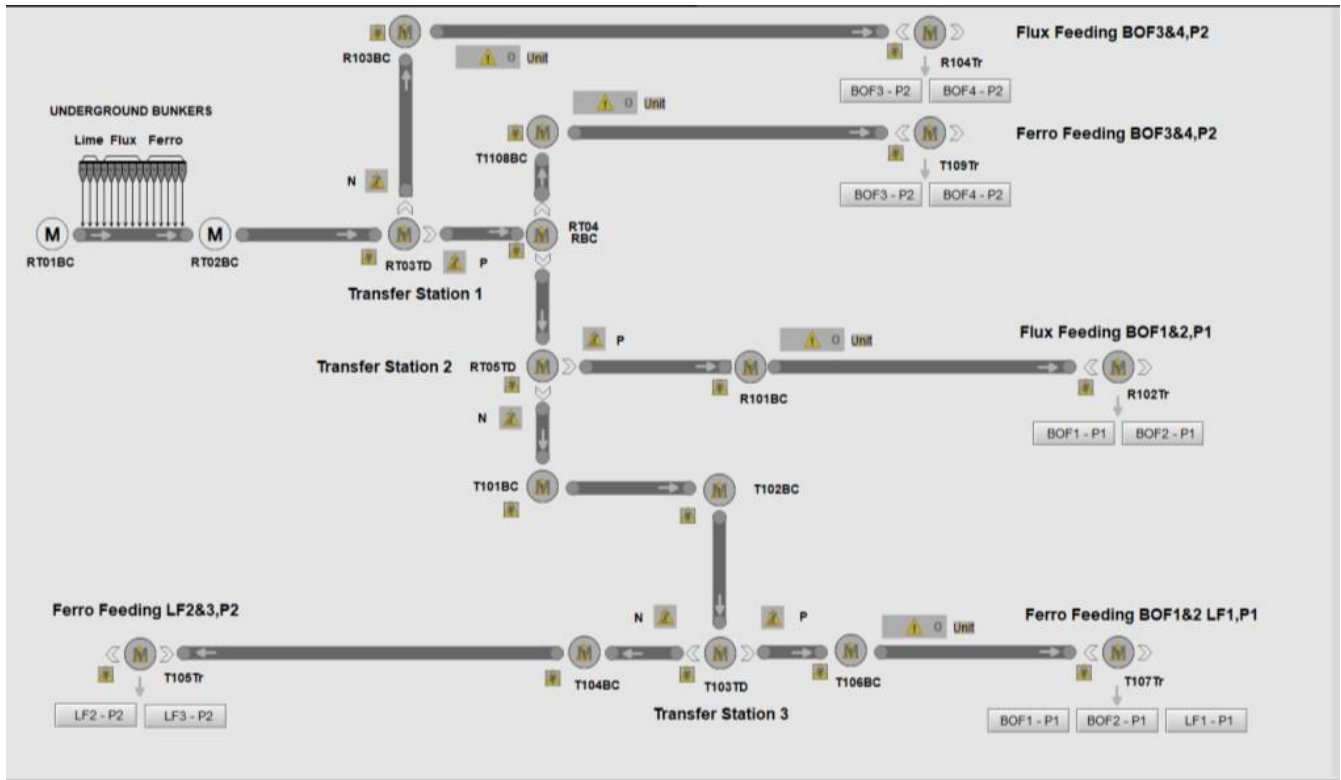 Flux Feeding BOF3&4,P2
R103BC
0 Unit
R104Tr
BOF3 - P2 BOF4 - P2
0 Unit
UNDERGROUND BUNKERS
Lime Flux Ferro
T1108BC
Ferro Feeding BOF3&4,P2
T109Tr
N
BOF3 - P2 BOF4 - P2
M M
RT04
RBC
RT01BC RT02BC RT03TD P
Transfer Station 1
P 0 Unit
Flux Feeding BOF1&2,P1
Transfer Station 2 RT05TD
R101BC R102Tr
N
BOF1 - P1 BOF2 - P1
T101BC T102BC
Ferro Feeding LF2&3,P2
N P
0 Unit
Ferro Feeding BOF1&2 LF1,P1
T105Tr T104BC T103TD T106BC T107Tr
LF2 - P2 LF3 - P2
Transfer Station 3
BOF1 - P1 BOF2 - P1 LF1 - P1